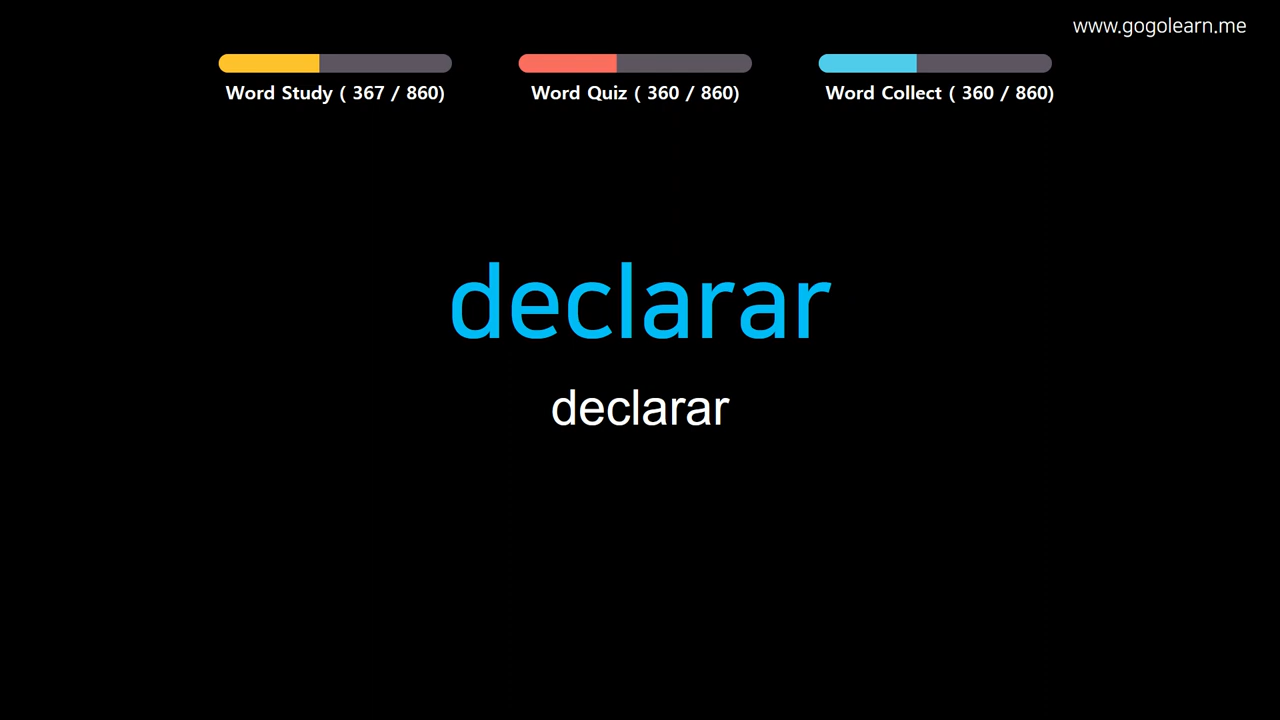 www.gogolearn.me
Word Study ( 367 / 860)
Word Quiz ( 360 / 860)
Word Collect ( 360 / 860)
declarar
declarar